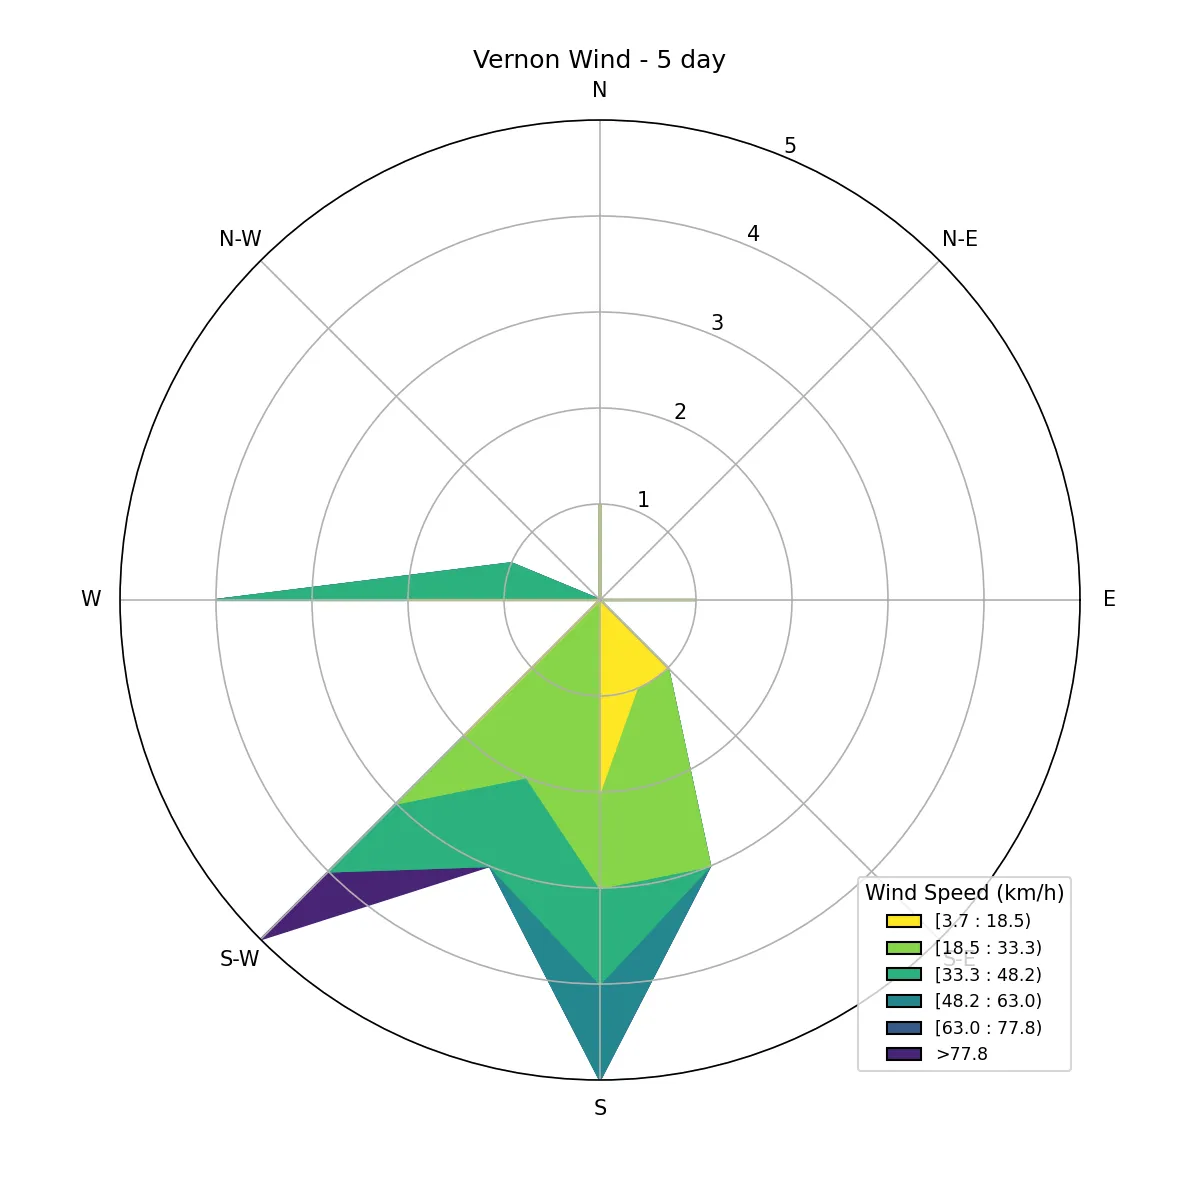 Vernon Wind - 5 day
N
5
N-W
N-E
4
3
2
1
W
E
S-W
S-E
S
Wind Speed (km/h)
[3.7 : 18.5)
[18.5 : 33.3)
[33.3 : 48.2)
[48.2 : 63.0)
[63.0 : 77.8)
>77.8